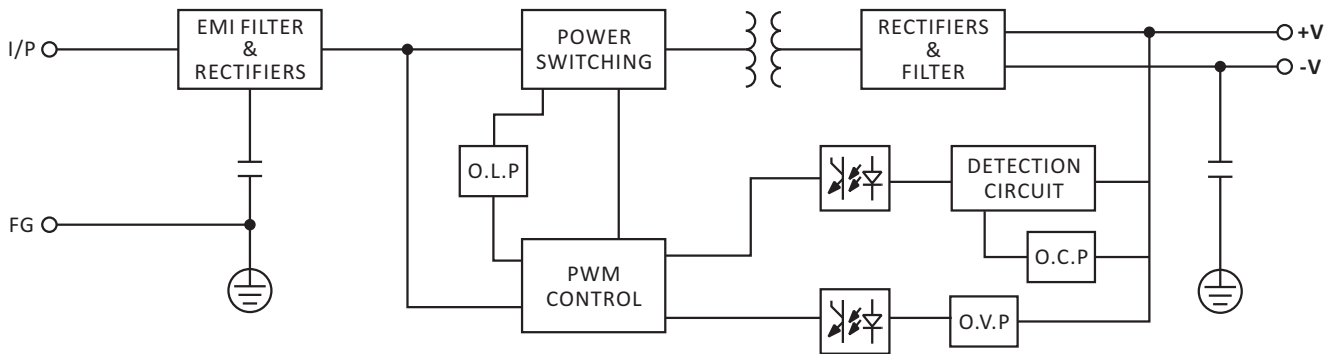 I/P
EMI FILTER
&
RECTIFIERS
POWER
SWITCHING
RECTIFIERS
&
FILTER
+V
-V
O.L.P
DETECTION
CIRCUIT
FG
O.C.P
PWM
CONTROL
O.V.P